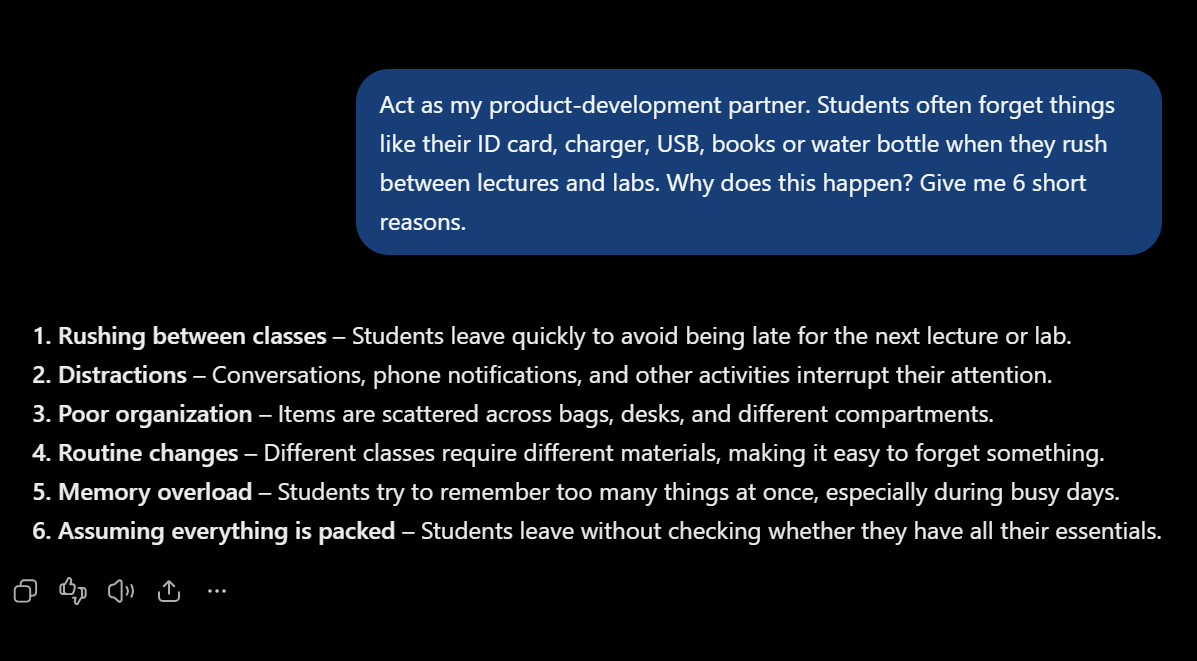 Act as my product-development partner. Students often forget things
like their ID card, charger, USB, books or water bottle when they rush
between lectures and labs. Why does this happen? Give me 6 short
reasons.
1. Rushing between classes – Students leave quickly to avoid being late for the next lecture or lab.
2. Distractions – Conversations, phone notifications, and other activities interrupt their attention.
3. Poor organization – Items are scattered across bags, desks, and different compartments.
4. Routine changes – Different classes require different materials, making it easy to forget something.
5. Memory overload – Students try to remember too many things at once, especially during busy days.
6. Assuming everything is packed – Students leave without checking whether they have all their essentials.